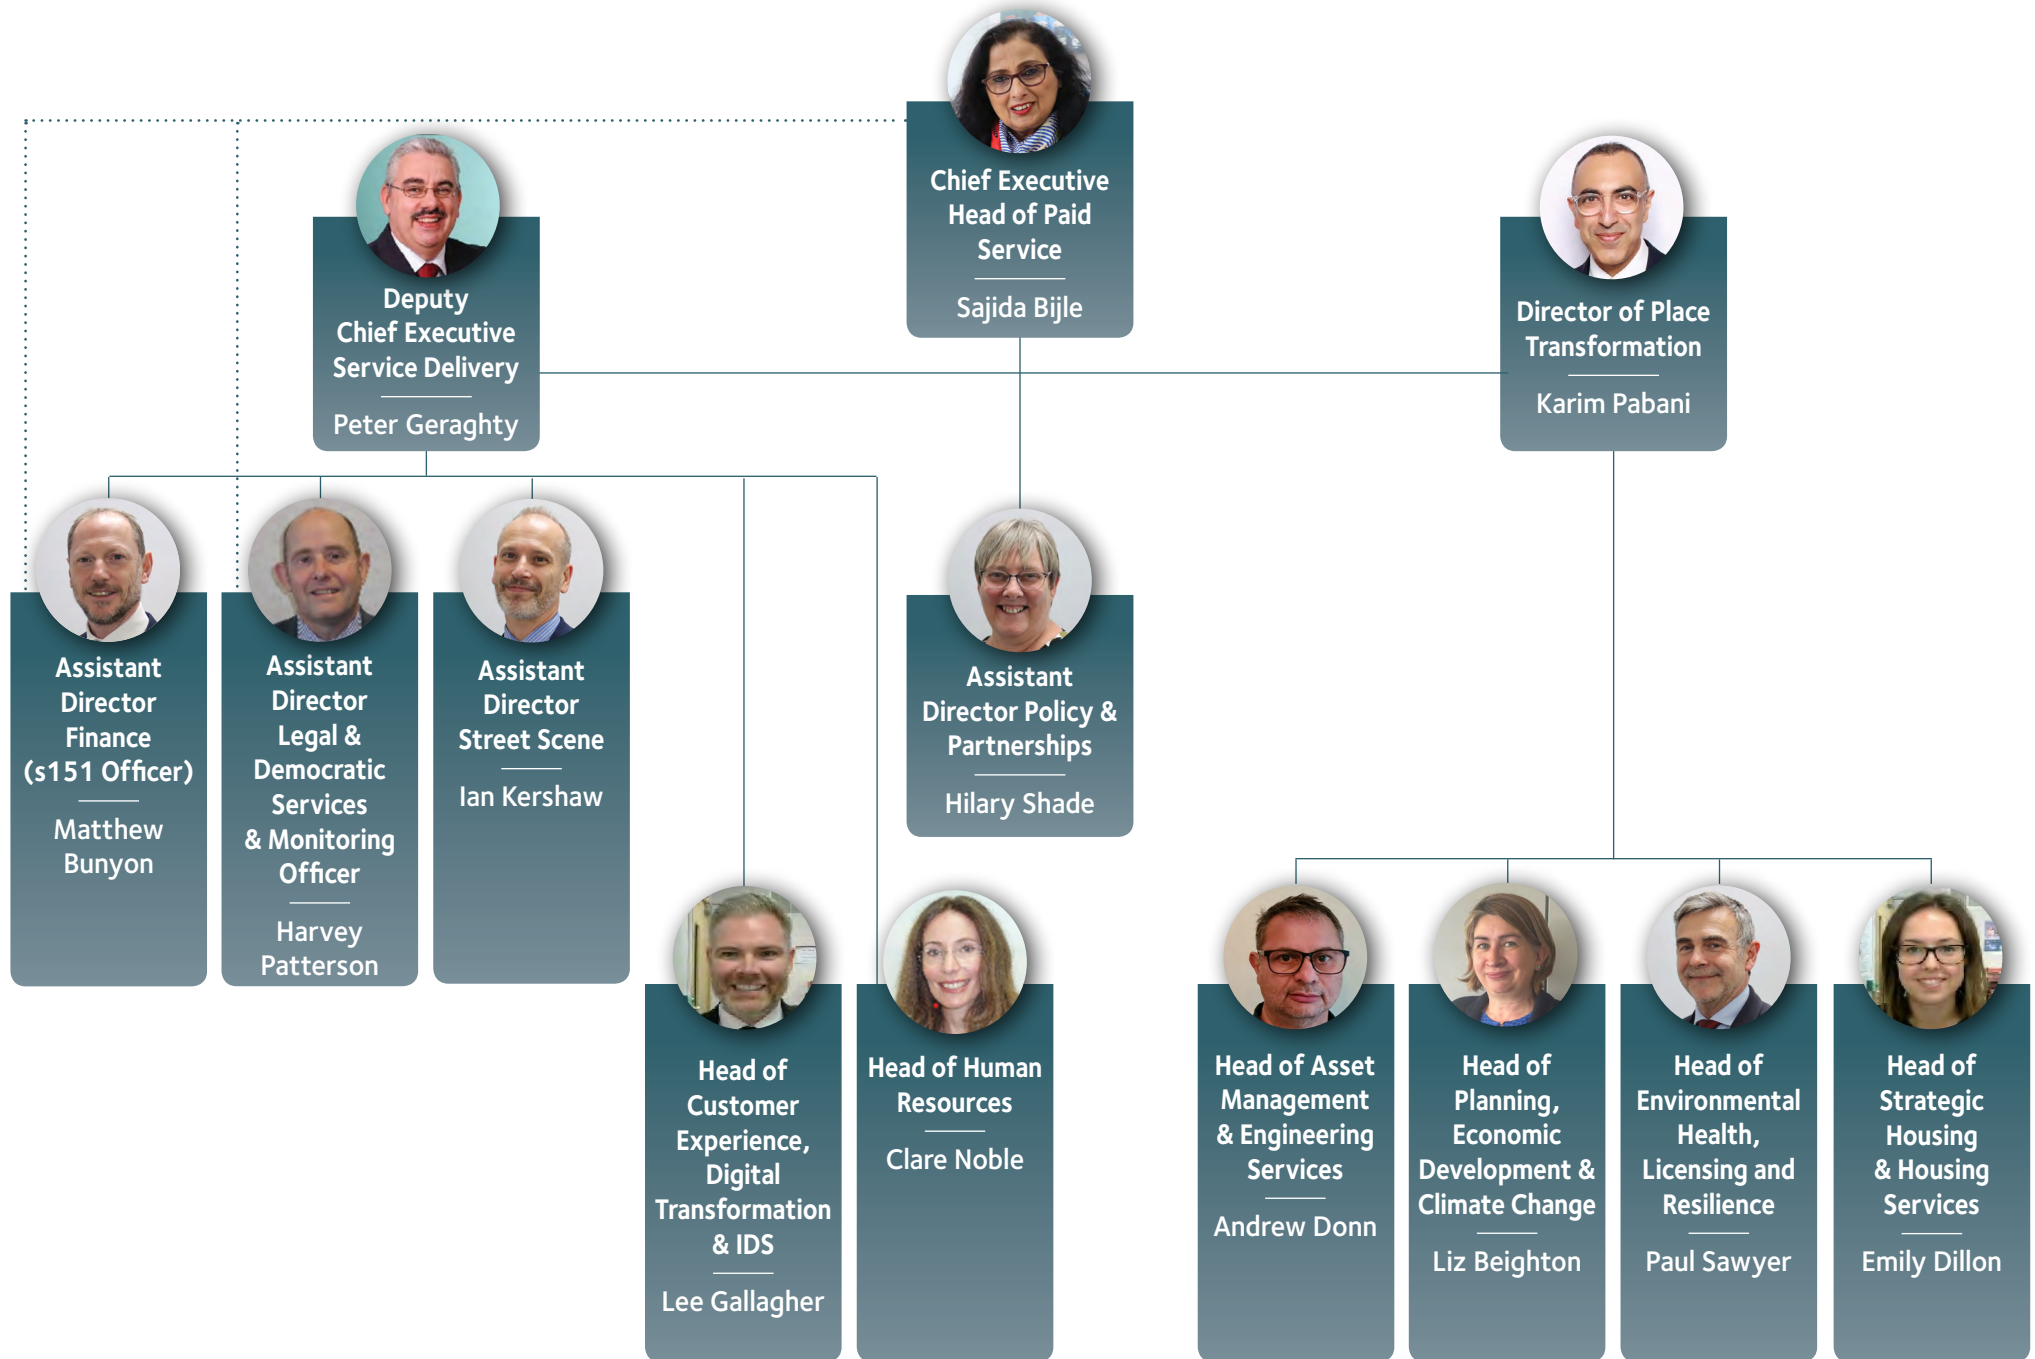 Chief Executive
Head of Paid
Service
Sajida Bijle
Deputy
Chief Executive
Service Delivery
Peter Geraghty
Director of Place
Transformation
Karim Pabani
Assistant
Director
Finance
(s151 Officer)
Matthew
Bunyon
Assistant
Director
Legal &
Democratic
Services
& Monitoring
Officer
Harvey
Patterson
Assistant
Director
Street Scene
Ian Kershaw
Assistant
Director Policy &
Partnerships
Hilary Shade
Head of
Customer
Experience,
Digital
Transformation
& IDS
Lee Gallagher
Head of Human
Resources
Clare Noble
Head of Asset
Management
& Engineering
Services
Andrew Donn
Head of
Planning,
Economic
Development &
Climate Change
Liz Beighton
Head of
Environmental
Health,
Licensing and
Resilience
Paul Sawyer
Head of
Strategic
Housing
& Housing
Services
Emily Dillon